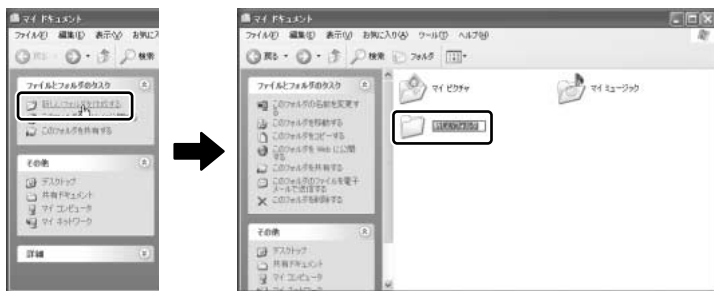 マイ ドキュメント
ファイル(F) 編集(E) 表示(V) お気に入
戻る 検索
ファイルとフォルダのタスク
新しいフォルダを作成する
このフォルダを共有する
その他
デスクトップ
共有ドキュメント
マイ コンピュータ
マイ ネットワーク
詳細
マイ ドキュメント
ファイル(F) 編集(E) 表示(V) お気に入り(A) ツール(T) ヘルプ(H)
戻る 検索 フォルダ
ファイルとフォルダのタスク
このフォルダの名前を変更す
る
このフォルダを移動する
このフォルダをコピーする
このフォルダを Web に公開
する
このフォルダを共有する
このフォルダのファイルを電子
メールで送信する
このフォルダを削除する
その他
デスクトップ
共有ドキュメント
マイ コンピュータ
マイ ネットワーク
マイ ピクチャ
マイ ミュージック